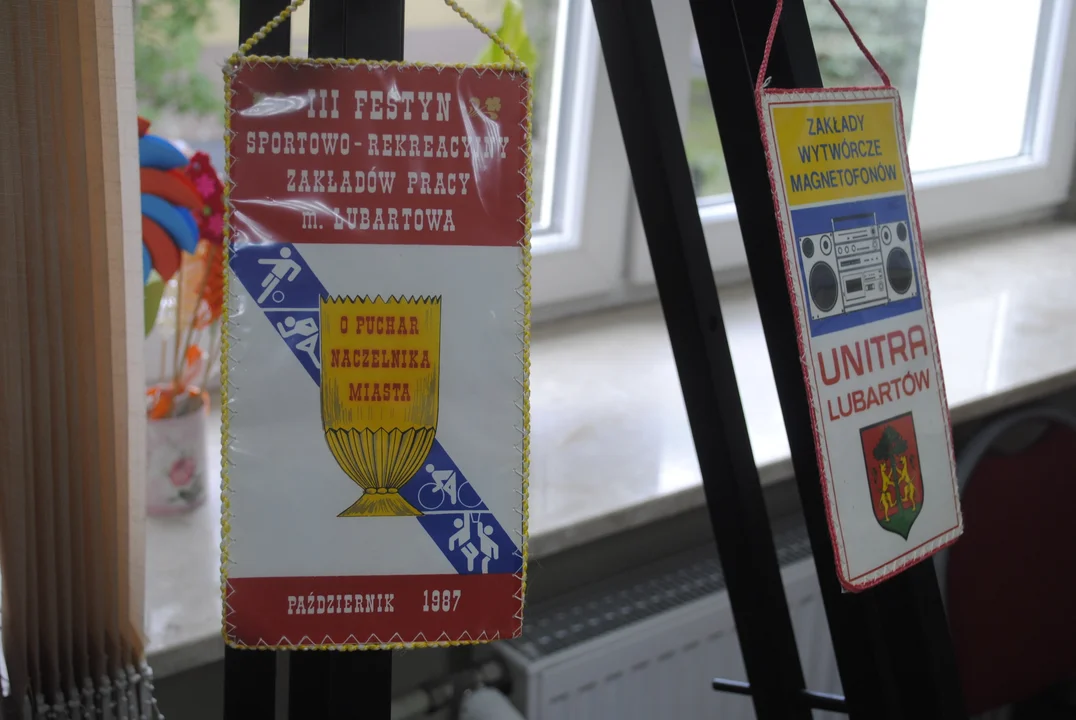 III FESTYN
SPORTOWO-REKREACYJNY
ZAKŁADÓW PRACY
m. LUBARTOWA
O PUCHAR
NACZELNIKA
MIASTA
PAŹDZIERNIK 1987
ZAKŁADY
WYTWÓRCZE
MAGNETOFONÓW
UNITRA
LUBARTÓW